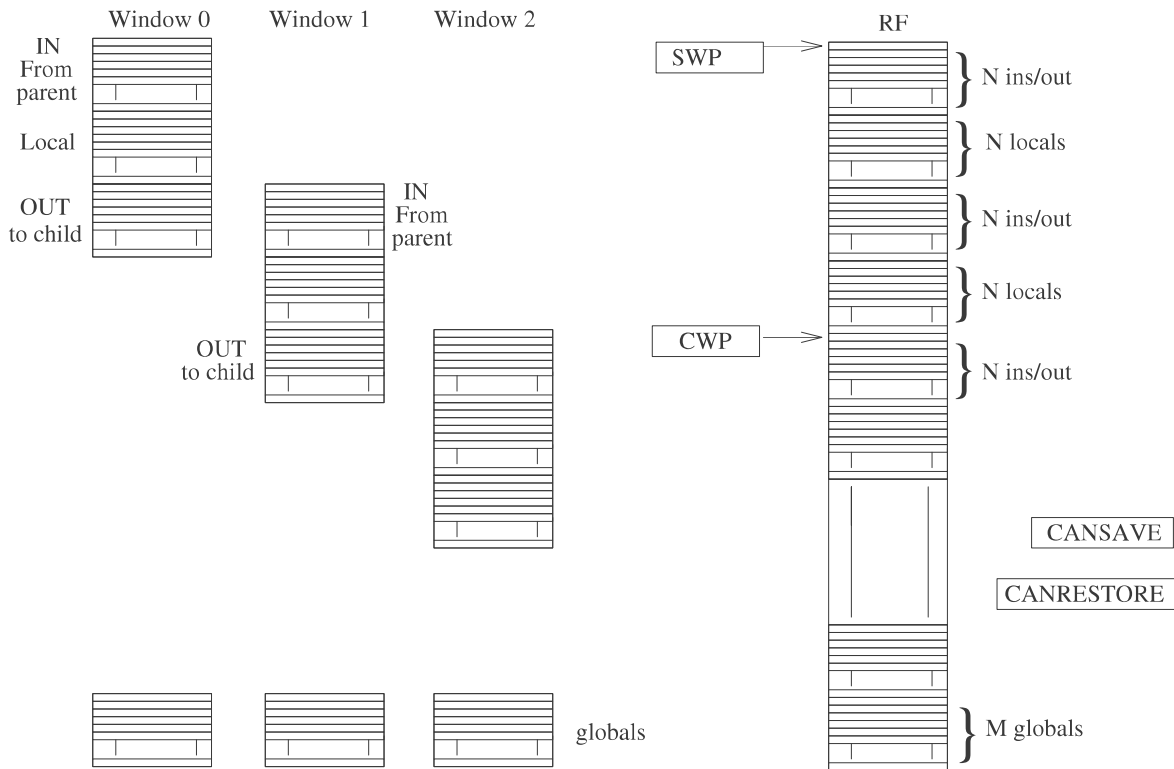 Window 0
Window 1
Window 2
RF
IN
From
parent
Local
OUT
to child
IN
From
parent
OUT
to child
globals
SWP
CWP
N ins/out
N locals
N ins/out
N locals
N ins/out
CANSAVE
CANRESTORE
M globals